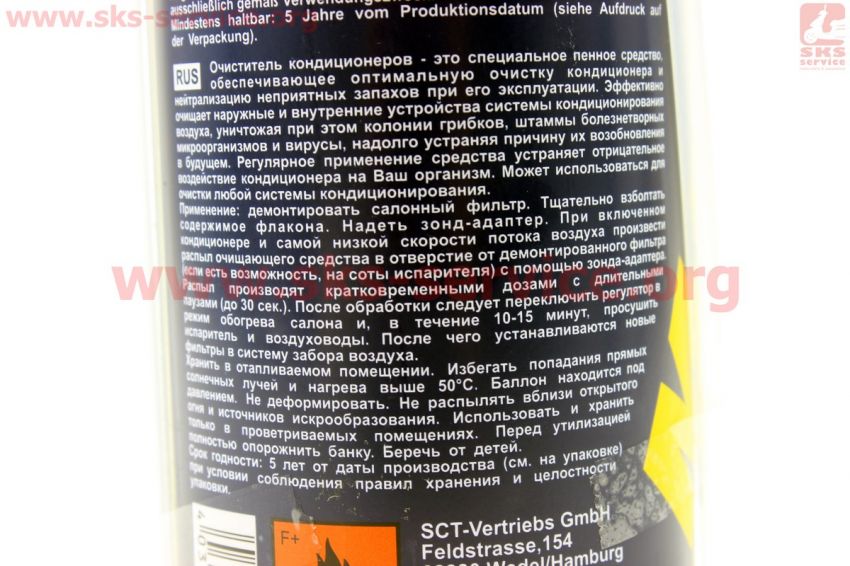 www.sks-service.org
SKS
service
ausschließlich gemäß
Mindestens haltbar: 5 Jahre vom Produktionsdatum (siehe Aufdruck auf
der Verpackung).
RUS Очиститель кондиционеров - это специальное пенное средство,
обеспечивающее оптимальную очистку кондиционера и
нейтрализацию неприятных запахов при его эксплуатации. Эффективно
очищает наружные и внутренние устройства системы кондиционирования
воздуха, уничтожая при этом колонии грибков, штаммы болезнетворных
микроорганизмов и вирусы, надолго устраняя причину их возобновления
в будущем. Регулярное применение средства устраняет отрицательное
воздействие кондиционера на Ваш организм. Может использоваться для
очистки любой системы кондиционирования.
Применение: демонтировать салонный фильтр. Тщательно взболтать
содержимое флакона. Надеть зонд-адаптер. При включенном
кондиционере и самой низкой скорости потока воздуха произвести
распыл очищающего средства в отверстие от демонтированного фильтра
(если есть возможность, на соты испарителя) с помощью зонда-адаптера.
Распыл производят кратковременными дозами с длительными
паузами (до 30 сек.). После обработки следует переключить регулятор в
режим обогрева салона и, в течение 10-15 минут, просушить
испаритель и воздуховоды. После чего устанавливаются новые
фильтры в систему забора воздуха.
Хранить в отапливаемом помещении. Избегать попадания прямых
солнечных лучей и нагрева выше 50°C. Баллон находится под
давлением. Не деформировать. Не распылять вблизи открытого
огня и источников искрообразования. Использовать и хранить
только в проветриваемых помещениях. Перед утилизацией
полностью опорожнить банку. Беречь от детей.
Срок годности: 5 лет от даты производства (см. на упаковке)
при условии соблюдения правил хранения и целостности
упаковки.
www.sks-service.org
F+
SCT-Vertriebs GmbH
Feldstrasse,154
Wedel/Hamburg